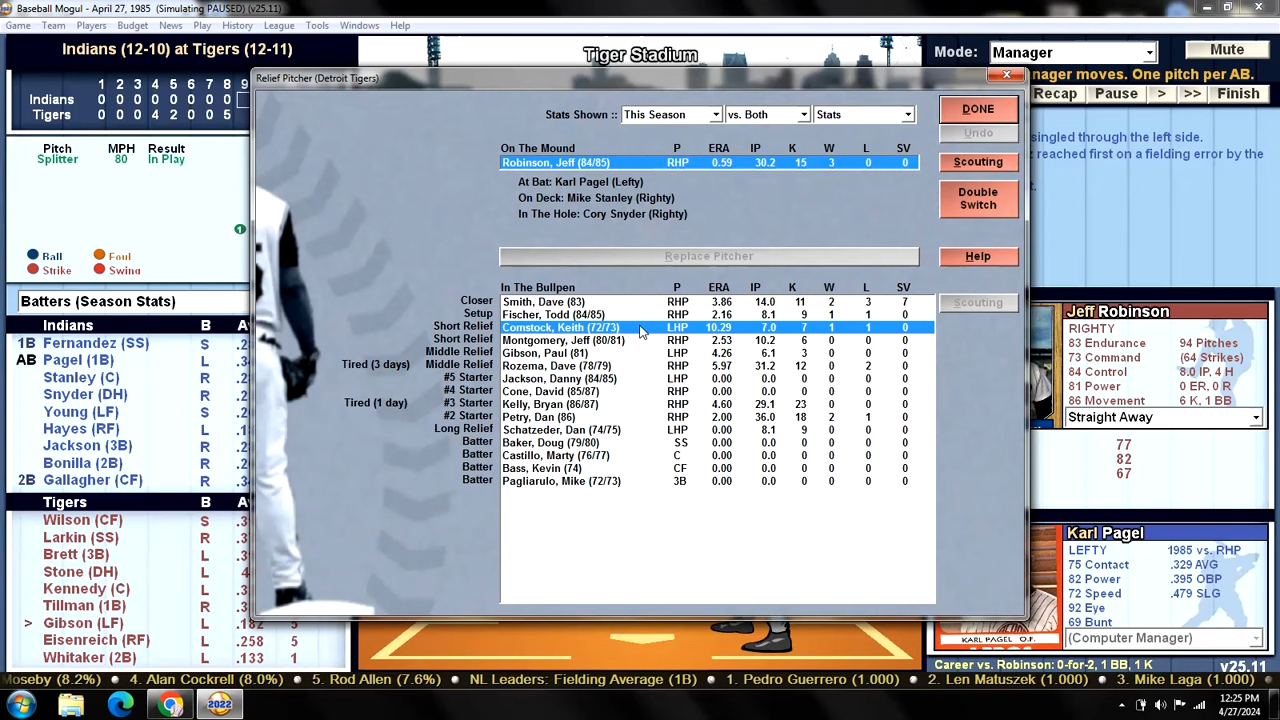 Baseball Mogul - April 27, 1985 (Simulating PAUSED) (v25.11)
Game Team Players Budget News Play History League Tools Windows Help
Indians (12-10) at Tigers (12-11)
1 2 3 4 5 6 7 8 9
Indians 0 0 0 0 0 0 0 0
Tigers 0 0 0 4 2 0 0 5
Pitch MPH Result
Splitter 80 In Play
1
Ball Foul
Strike Swing
Batters (Season Stats)
Indians B
1B Fernandez (SS) S
AB Pagel (1B) L
Stanley (C) R
Snyder (DH) R
Young (LF) S
Hayes (RF) L
Jackson (3B) R
Bonilla (2B) R
2B Gallagher (CF) R
Tigers B
Wilson (CF) S
Larkin (SS) R
Brett (3B) L
Stone (DH) L
Kennedy (C) L
Tillman (1B) R
> Gibson (LF) L .182 5
Eisenreich (RF) L .258 5
Whitaker (2B) L .133 1
Tiger Stadium
Relief Pitcher (Detroit Tigers)
Stats Shown :: This Season vs. Both Stats
DONE
Undo
Scouting
Double Switch
Help
Scouting
On The Mound P ERA IP K W L SV
Robinson, Jeff (84/85) RHP 0.59 30.2 15 3 0 0
At Bat: Karl Pagel (Lefty)
On Deck: Mike Stanley (Righty)
In The Hole: Cory Snyder (Righty)
Replace Pitcher
In The Bullpen P ERA IP K W L SV
Closer Smith, Dave (83) RHP 3.86 14.0 11 2 3 7
Setup Fischer, Todd (84/85) RHP 2.16 8.1 9 1 1 0
Short Relief Comstock, Keith (72/73) LHP 10.29 7.0 7 1 1 0
Short Relief Montgomery, Jeff (80/81) RHP 2.53 10.2 6 0 0 0
Middle Relief Gibson, Paul (81) LHP 4.26 6.1 3 0 0 0
Tired (3 days) Middle Relief Rozema, Dave (78/79) RHP 5.97 31.2 12 0 2 0
#5 Starter Jackson, Danny (84/85) LHP 0.00 0.0 0 0 0 0
#4 Starter Cone, David (85/87) RHP 0.00 0.0 0 0 0 0
Tired (1 day) #3 Starter Kelly, Bryan (86/87) RHP 4.60 29.1 23 0 0 0
#2 Starter Petry, Dan (86) RHP 2.00 36.0 18 2 1 0
Long Relief Schatzeder, Dan (74/75) LHP 0.00 8.1 9 0 0 0
Batter Baker, Doug (79/80) SS 0.00 0.0 0 0 0 0
Batter Castillo, Marty (76/77) C 0.00 0.0 0 0 0 0
Batter Bass, Kevin (74) CF 0.00 0.0 0 0 0 0
Batter Pagliarulo, Mike (72/73) 3B 0.00 0.0 0 0 0 0
Mode: Manager Mute
nager moves. One pitch per AB.
Recap Pause > >> Finish
singled through the left side.
reached first on a fielding error by the
Jeff Robinson
RIGHTY
83 Endurance 94 Pitches
73 Command (64 Strikes)
84 Control 8.0 IP, 4 H
81 Power 0 ER, 0 R
86 Movement 6 K, 1 BB
Straight Away
77
82
67
Karl Pagel
LEFTY 1985 vs. RHP
75 Contact .329 AVG
82 Power .395 OBP
72 Speed .479 SLG
92 Eye
69 Bunt
(Computer Manager)
KARL PAGEL O.F.
Career vs. Robinson: 0-for-2, 1 BB, 1 K v25.11
Moseby (8.2%) 4. Alan Cockrell (8.0%) 5. Rod Allen (7.6%) NL Leaders: Fielding Average (1B) 1. Pedro Guerrero (1.000) 2. Len Matuszek (1.000) 3. Mike Laga (1.000)
2022
12:25 PM
4/27/2024